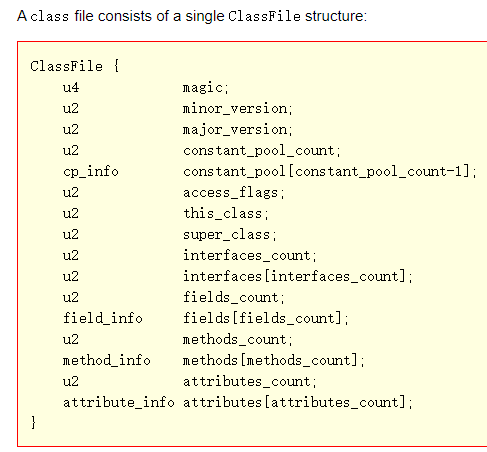 A class file consists of a single ClassFile structure:
ClassFile {
u4 magic;
u2 minor_version;
u2 major_version;
u2 constant_pool_count;
cp_info constant_pool[constant_pool_count-1];
u2 access_flags;
u2 this_class;
u2 super_class;
u2 interfaces_count;
u2 interfaces[interfaces_count];
u2 fields_count;
field_info fields[fields_count];
u2 methods_count;
method_info methods[methods_count];
u2 attributes_count;
attribute_info attributes[attributes_count];
}